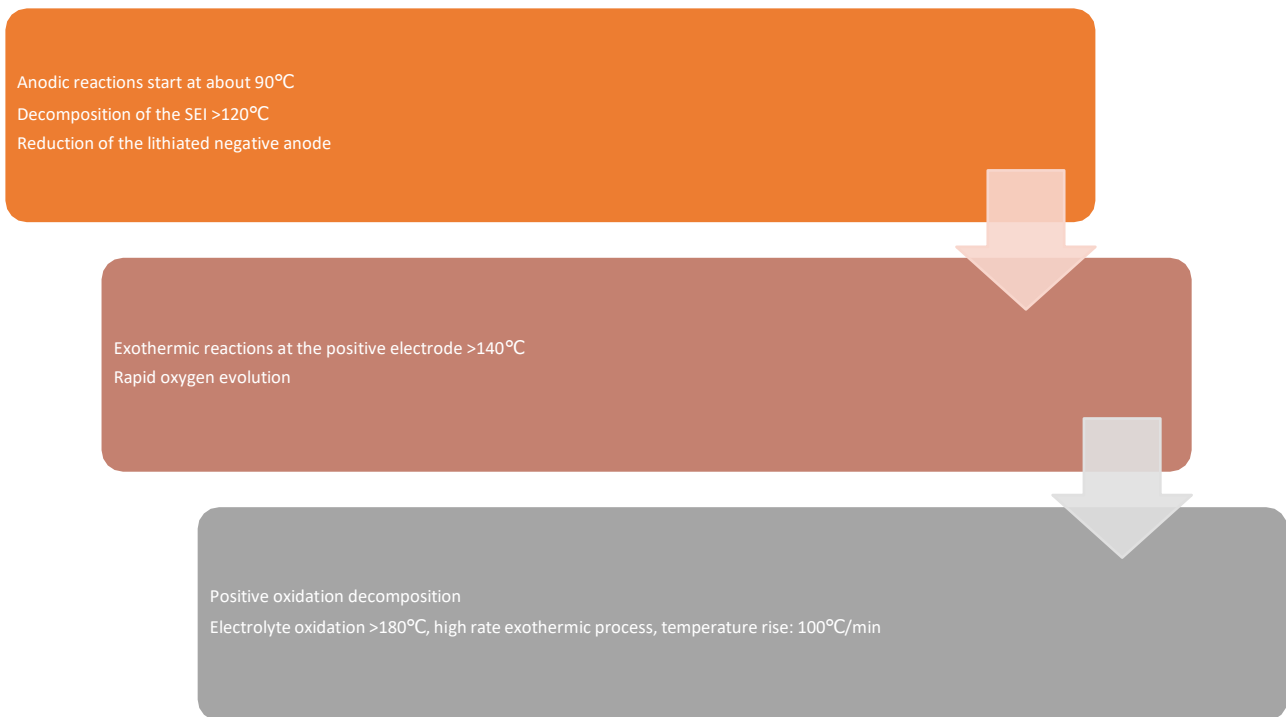 Anodic reactions start at about 90℃
Decomposition of the SEI >120℃
Reduction of the lithiated negative anode
Exothermic reactions at the positive electrode >140℃
Rapid oxygen evolution
Positive oxidation decomposition
Electrolyte oxidation >180℃, high rate exothermic process, temperature rise: 100℃/min